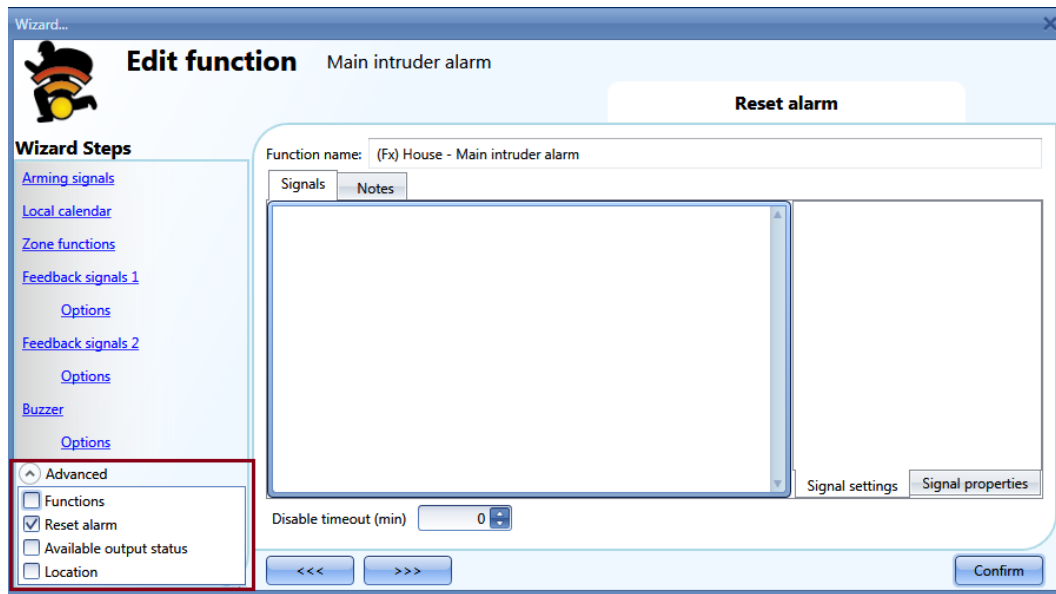 Wizard...
Edit function Main intruder alarm
Reset alarm
Wizard Steps
Arming signals
Local calendar
Zone functions
Feedback signals 1
Options
Feedback signals 2
Options
Buzzer
Options
Advanced
Functions
Reset alarm
Available output status
Location
Function name: (Fx) House - Main intruder alarm
Signals Notes
Signal settings Signal properties
Disable timeout (min) 0
<<< >>> Confirm